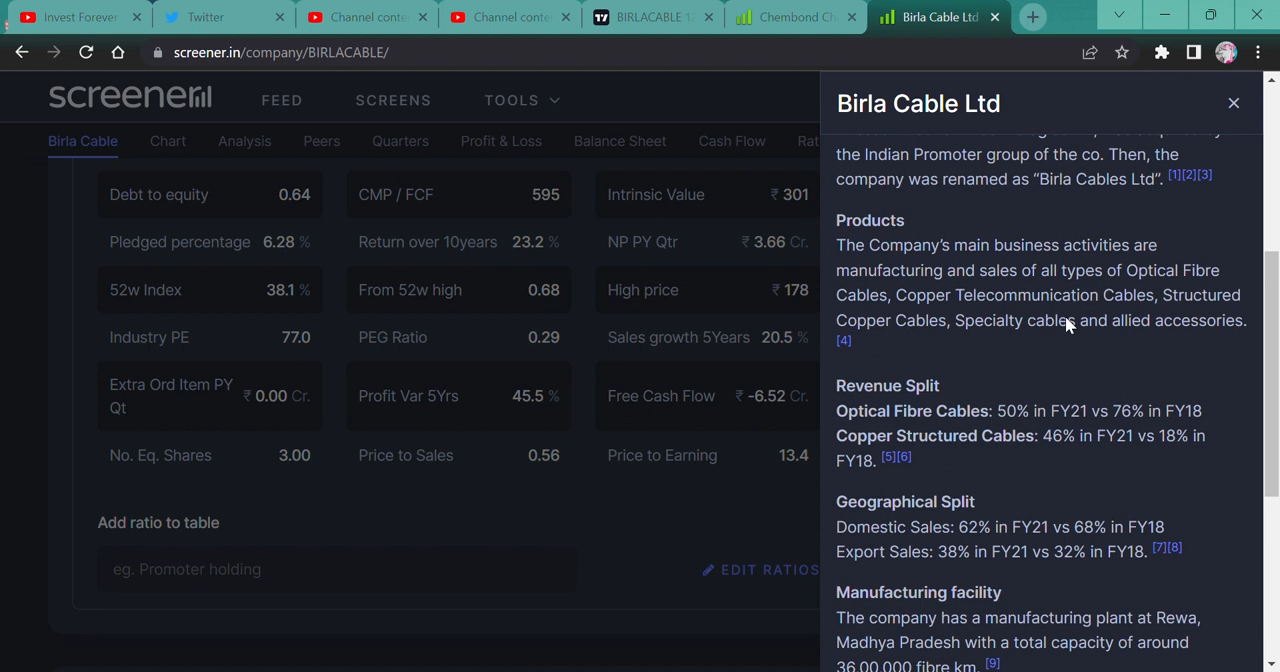 Invest Forever
Twitter
Channel conte
Channel conte
BIRLACABLE 1
Chembond Ch
Birla Cable Ltd
screener.in/company/BIRLACABLE/
screener
FEED
SCREENS
TOOLS
Birla Cable
Chart
Analysis
Peers
Quarters
Profit & Loss
Balance Sheet
Cash Flow
Rat
Debt to equity 0.64
CMP / FCF 595
Intrinsic Value ₹ 301
Pledged percentage 6.28 %
Return over 10years 23.2 %
NP PY Qtr ₹ 3.66 Cr.
52w Index 38.1 %
From 52w high 0.68
High price ₹ 178
Industry PE 77.0
PEG Ratio 0.29
Sales growth 5Years 20.5 %
Extra Ord Item PY
Qt ₹ 0.00 Cr.
Profit Var 5Yrs 45.5 %
Free Cash Flow ₹ -6.52 Cr.
No. Eq. Shares 3.00
Price to Sales 0.56
Price to Earning 13.4
Add ratio to table
eg. Promoter holding
EDIT RATIOS
Birla Cable Ltd
the Indian Promoter group of the co. Then, the
company was renamed as “Birla Cables Ltd”. [1][2][3]
Products
The Company’s main business activities are
manufacturing and sales of all types of Optical Fibre
Cables, Copper Telecommunication Cables, Structured
Copper Cables, Specialty cables and allied accessories.
[4]
Revenue Split
Optical Fibre Cables: 50% in FY21 vs 76% in FY18
Copper Structured Cables: 46% in FY21 vs 18% in
FY18. [5][6]
Geographical Split
Domestic Sales: 62% in FY21 vs 68% in FY18
Export Sales: 38% in FY21 vs 32% in FY18. [7][8]
Manufacturing facility
The company has a manufacturing plant at Rewa,
Madhya Pradesh with a total capacity of around
36,00,000 fibre km. [9]